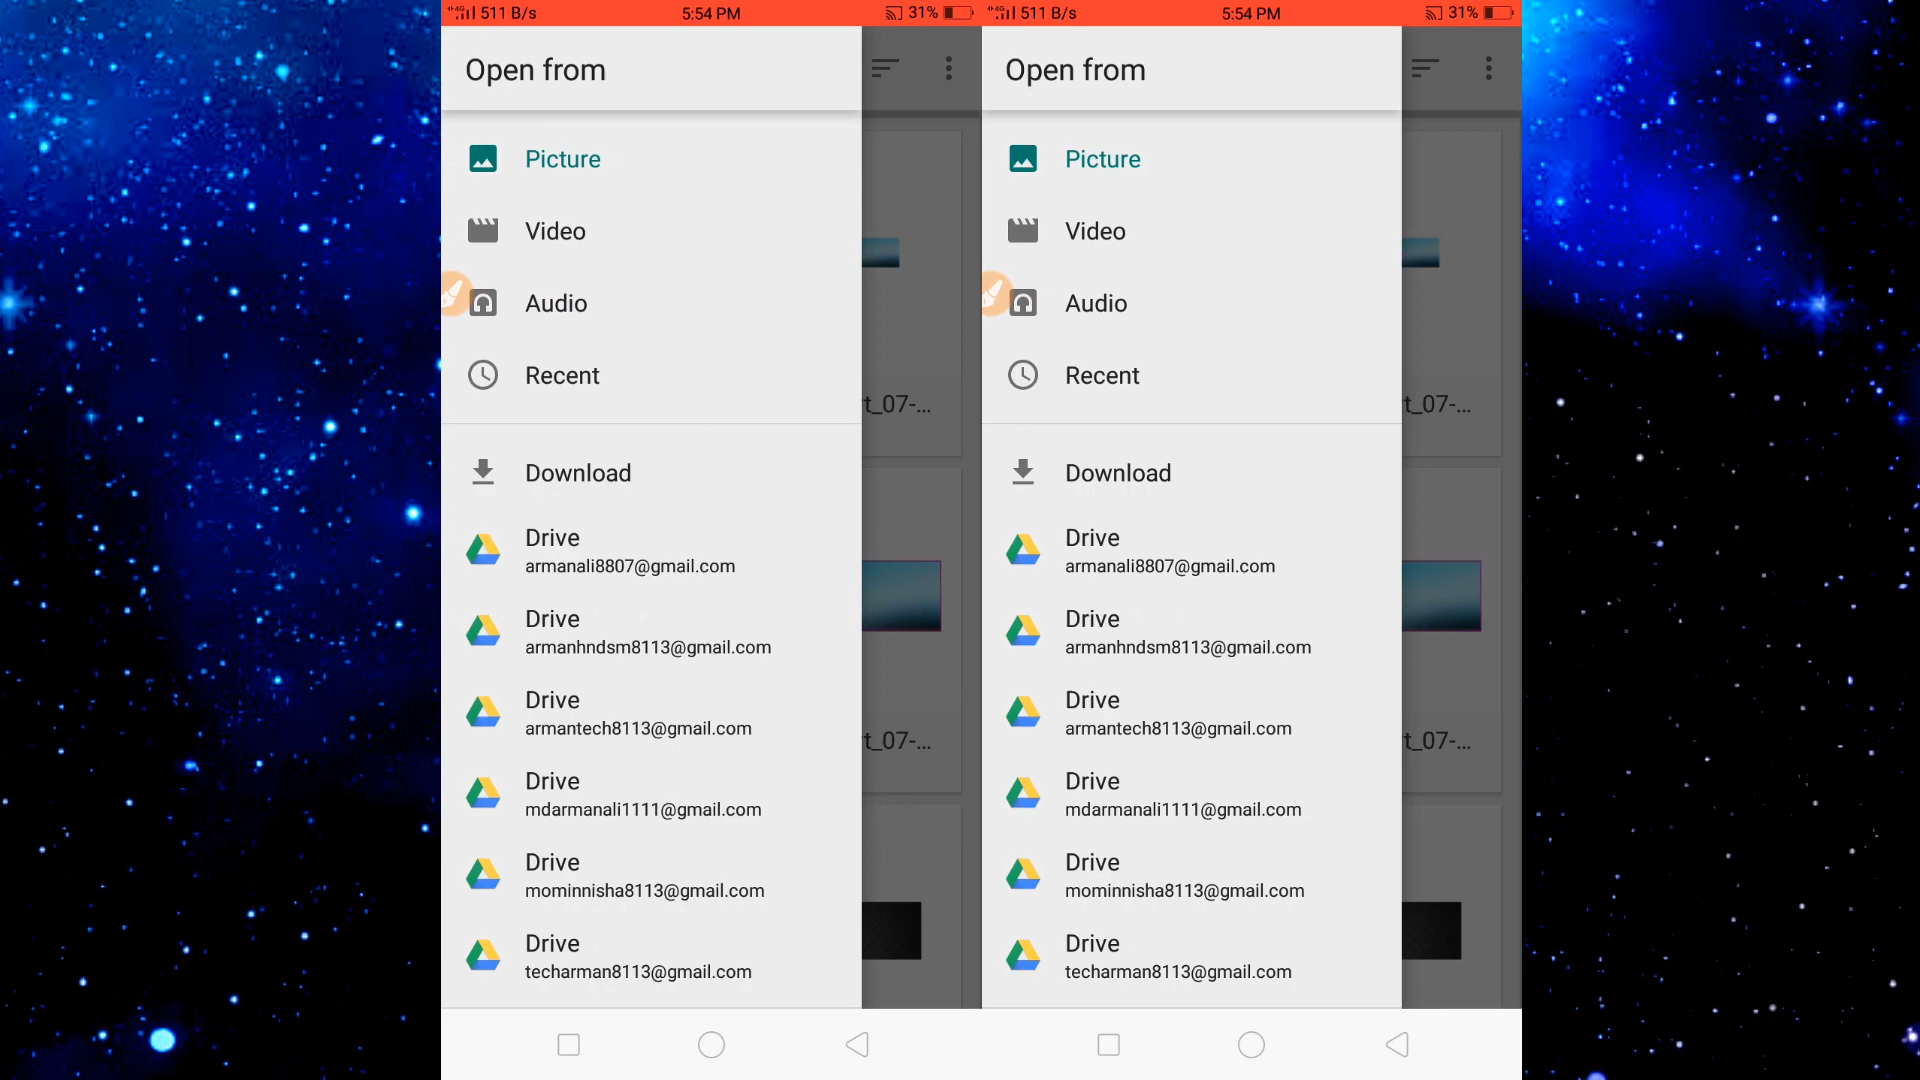 4G 511 B/s 5:54 PM 31%
Open from
Picture
Video
Audio
Recent
t_07-...
Download
Drive
armanali8807@gmail.com
Drive
armanhndsm8113@gmail.com
Drive
armantech8113@gmail.com
t_07-...
Drive
mdarmanali1111@gmail.com
Drive
mominnisha8113@gmail.com
Drive
techarman8113@gmail.com
4G 511 B/s 5:54 PM 31%
Open from
Picture
Video
Audio
Recent
t_07-...
Download
Drive
armanali8807@gmail.com
Drive
armanhndsm8113@gmail.com
Drive
armantech8113@gmail.com
t_07-...
Drive
mdarmanali1111@gmail.com
Drive
mominnisha8113@gmail.com
Drive
techarman8113@gmail.com